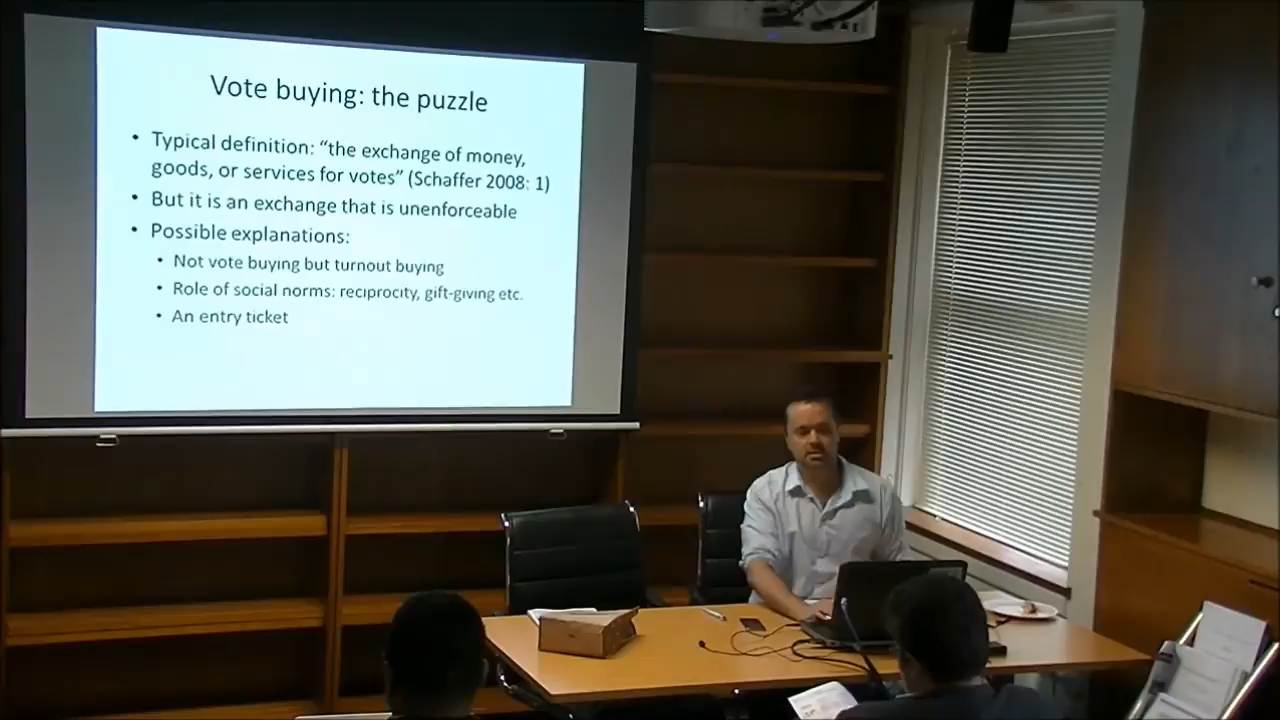 Vote buying: the puzzle
• Typical definition: “the exchange of money,
goods, or services for votes” (Schaffer 2008: 1)
• But it is an exchange that is unenforceable
• Possible explanations:
• Not vote buying but turnout buying
• Role of social norms: reciprocity, gift-giving etc.
• An entry ticket